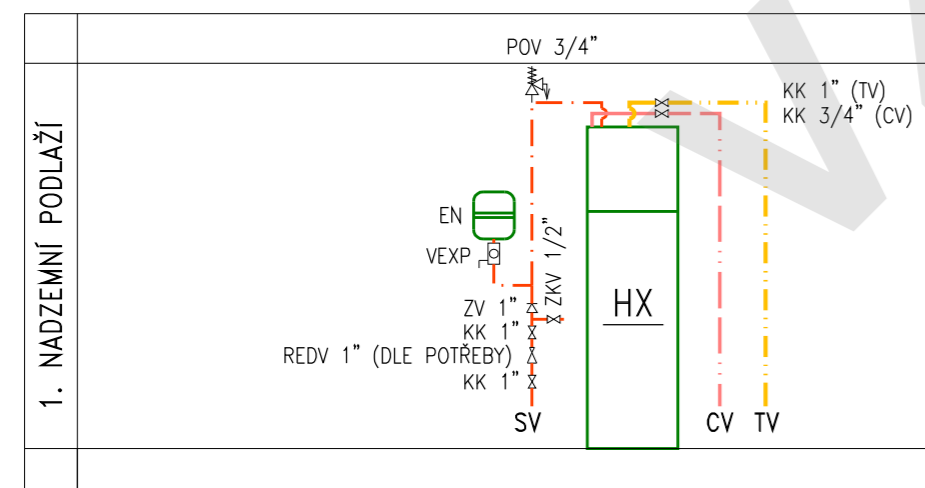 POV 3/4”
KK 1” (TV)
KK 3/4” (CV)
1. NADZEMNÍ PODLAŽÍ
EN
VEXP
ZKV 1/2”
ZV 1”
KK 1”
REDV 1” (DLE POTŘEBY)
KK 1”
HX
SV
CV
TV